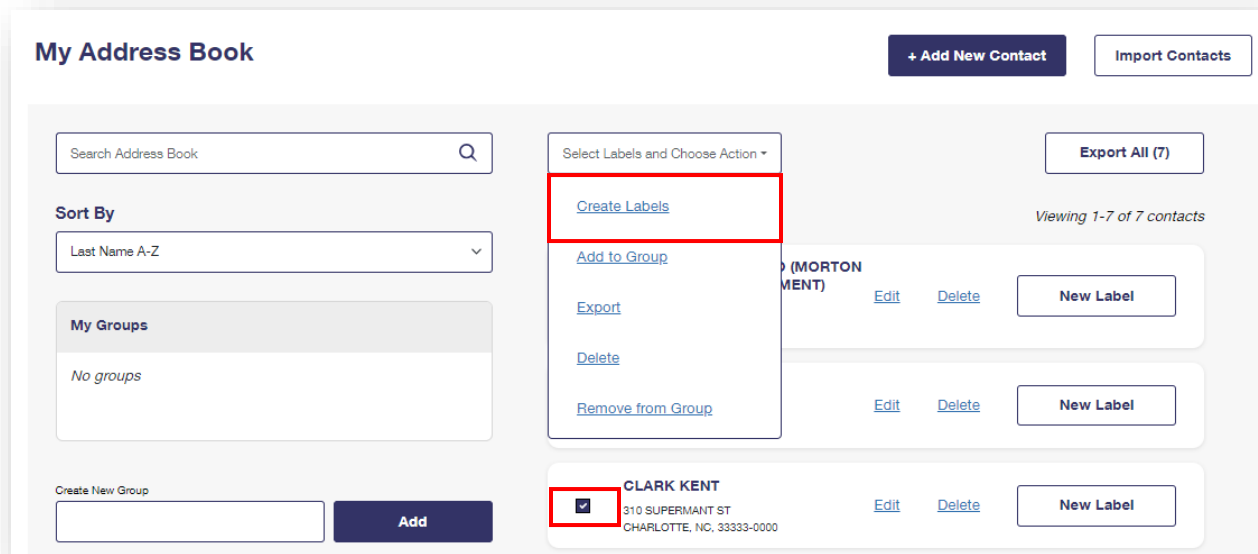 My Address Book
+ Add New Contact
Import Contacts
Search Address Book
Select Labels and Choose Action
Export All (7)
Sort By
Last Name A-Z
Create Labels
Viewing 1-7 of 7 contacts
Add to Group
Export
Delete
Remove from Group
(MORTON
MENT)
Edit
Delete
New Label
My Groups
No groups
Edit
Delete
New Label
Create New Group
Add
CLARK KENT
310 SUPERMANT ST
CHARLOTTE, NC, 33333-0000
Edit
Delete
New Label